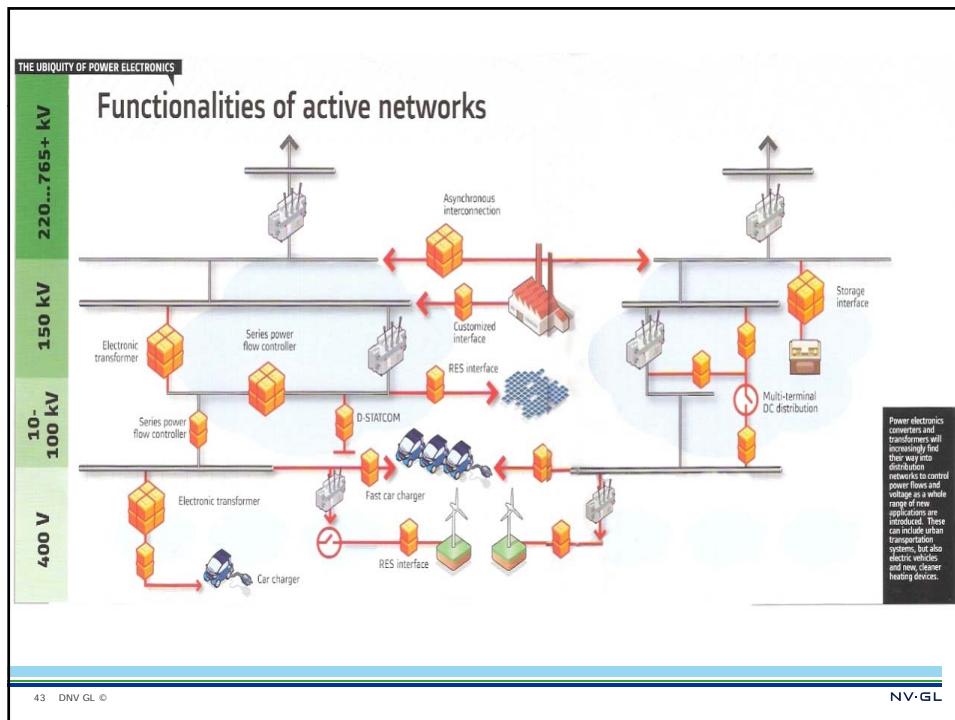 THE UBIQUITY OF POWER ELECTRONICS
Functionalities of active networks
220...765+ kV
150 kV
10-
100 kV
400 V
Asynchronous
interconnection
Storage
interface
Customized
interface
Electronic
transformer
Series power
flow controller
RES interface
Multi-terminal
DC distribution
D-STATCOM
Series power
flow controller
Fast car charger
Electronic transformer
RES interface
Car charger
Power electronics
converters and
transformers will
increasingly find
their way into
distribution
networks to control
power flows and
voltage as a whole
range of new
applications are
introduced. These
can include urban
transportation
systems, but also
electric vehicles
and new, cleaner
heating devices.
43 DNV GL ©
NV·GL